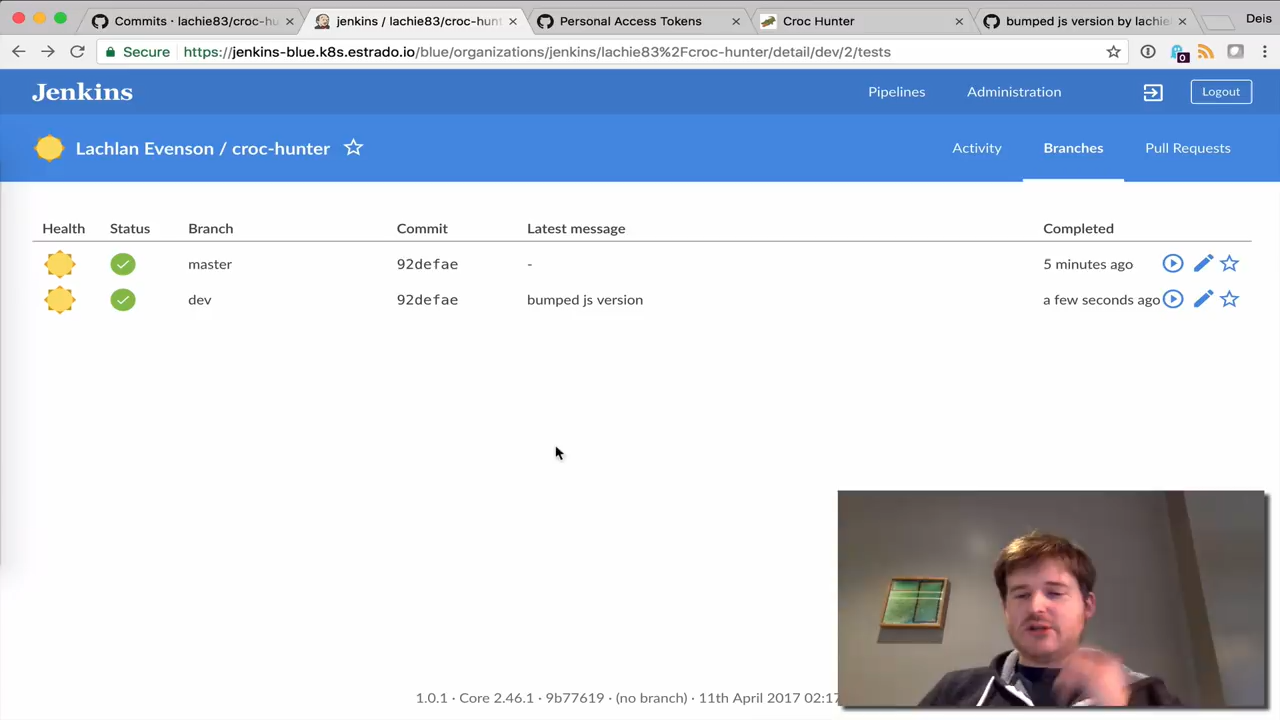 Commits · lachie83/croc-hu
jenkins / lachie83/croc-hunt
Personal Access Tokens
Croc Hunter
bumped js version by lachie
Deis
Secure https://jenkins-blue.k8s.estrado.io/blue/organizations/jenkins/lachie83%2Fcroc-hunter/detail/dev/2/tests
0
Jenkins
Pipelines
Administration
Logout
Lachlan Evenson / croc-hunter
Activity
Branches
Pull Requests
Health Status Branch Commit Latest message Completed
master 92defae - 5 minutes ago
dev 92defae bumped js version a few seconds ago
1.0.1 · Core 2.46.1 · 9b77619 · (no branch) · 11th April 2017 02:17